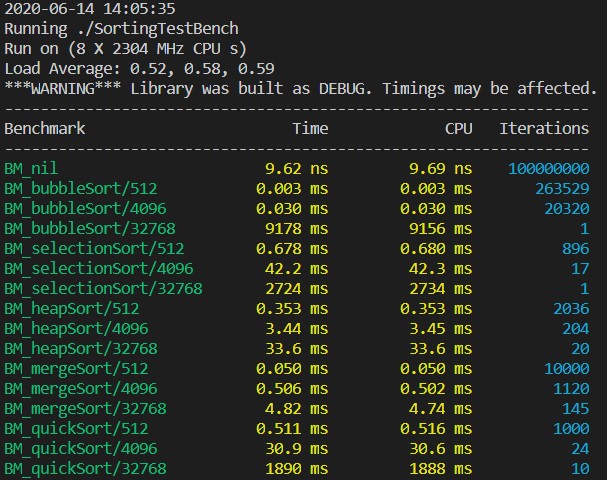 2020-06-14 14:05:35
Running ./SortingTestBench
Run on (8 X 2304 MHz CPU s)
Load Average: 0.52, 0.58, 0.59
***WARNING*** Library was built as DEBUG. Timings may be affected.
-----------------------------------------------------------------
Benchmark Time CPU Iterations
-----------------------------------------------------------------
BM_nil 9.62 ns 9.69 ns 100000000
BM_bubbleSort/512 0.003 ms 0.003 ms 263529
BM_bubbleSort/4096 0.030 ms 0.030 ms 20320
BM_bubbleSort/32768 9178 ms 9156 ms 1
BM_selectionSort/512 0.678 ms 0.680 ms 896
BM_selectionSort/4096 42.2 ms 42.3 ms 17
BM_selectionSort/32768 2724 ms 2734 ms 1
BM_heapSort/512 0.353 ms 0.353 ms 2036
BM_heapSort/4096 3.44 ms 3.45 ms 204
BM_heapSort/32768 33.6 ms 33.6 ms 20
BM_mergeSort/512 0.050 ms 0.050 ms 10000
BM_mergeSort/4096 0.506 ms 0.502 ms 1120
BM_mergeSort/32768 4.82 ms 4.74 ms 145
BM_quickSort/512 0.511 ms 0.516 ms 1000
BM_quickSort/4096 30.9 ms 30.6 ms 24
BM_quickSort/32768 1890 ms 1888 ms 10